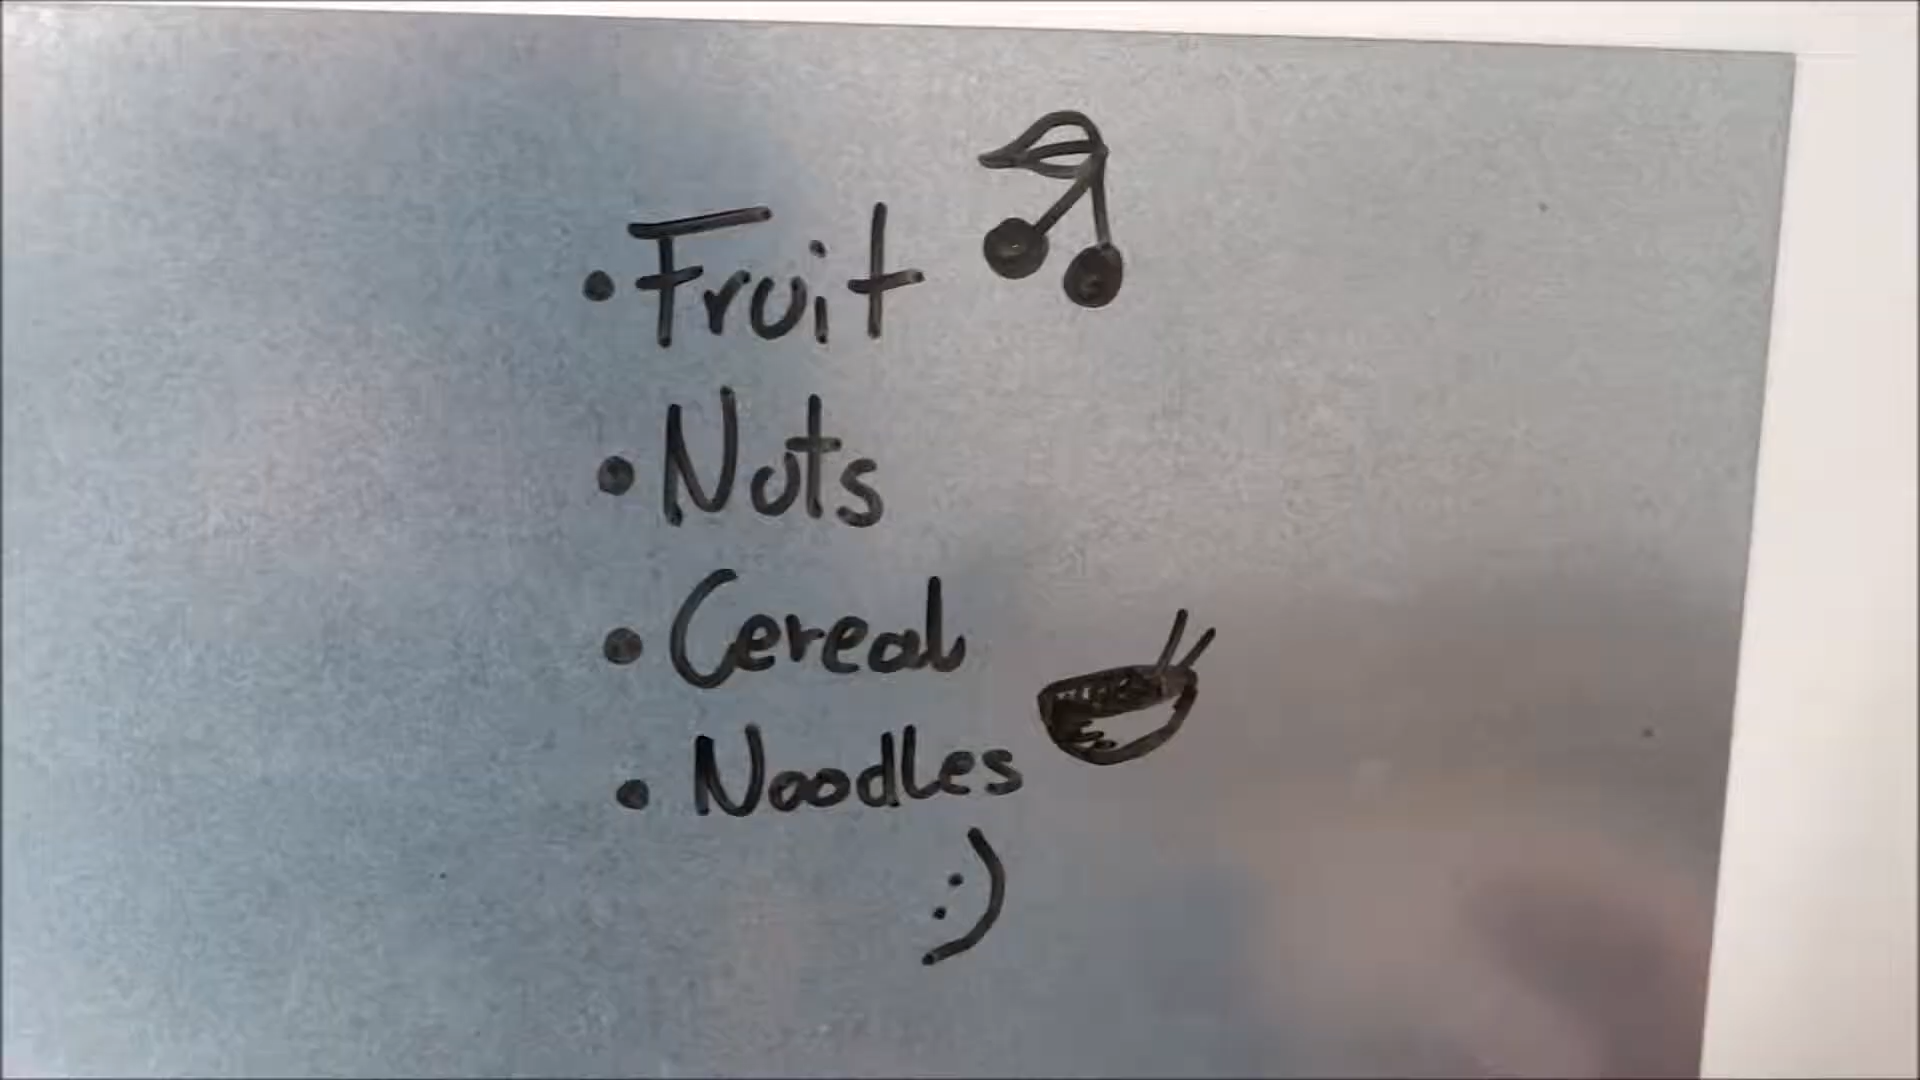 • Fruit
• Nuts
• Cereal
• Noodles
:)